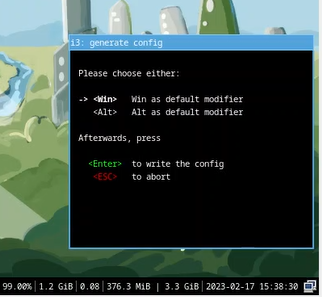 i3: generate config
Please choose either:
-> <Win> Win as default modifier
<Alt> Alt as default modifier
Afterwards, press
<Enter> to write the config
<ESC> to abort
99.00% | 1.2 GiB | 0.08 | 376.3 MiB | 3.3 GiB | 2023-02-17 15:38:30